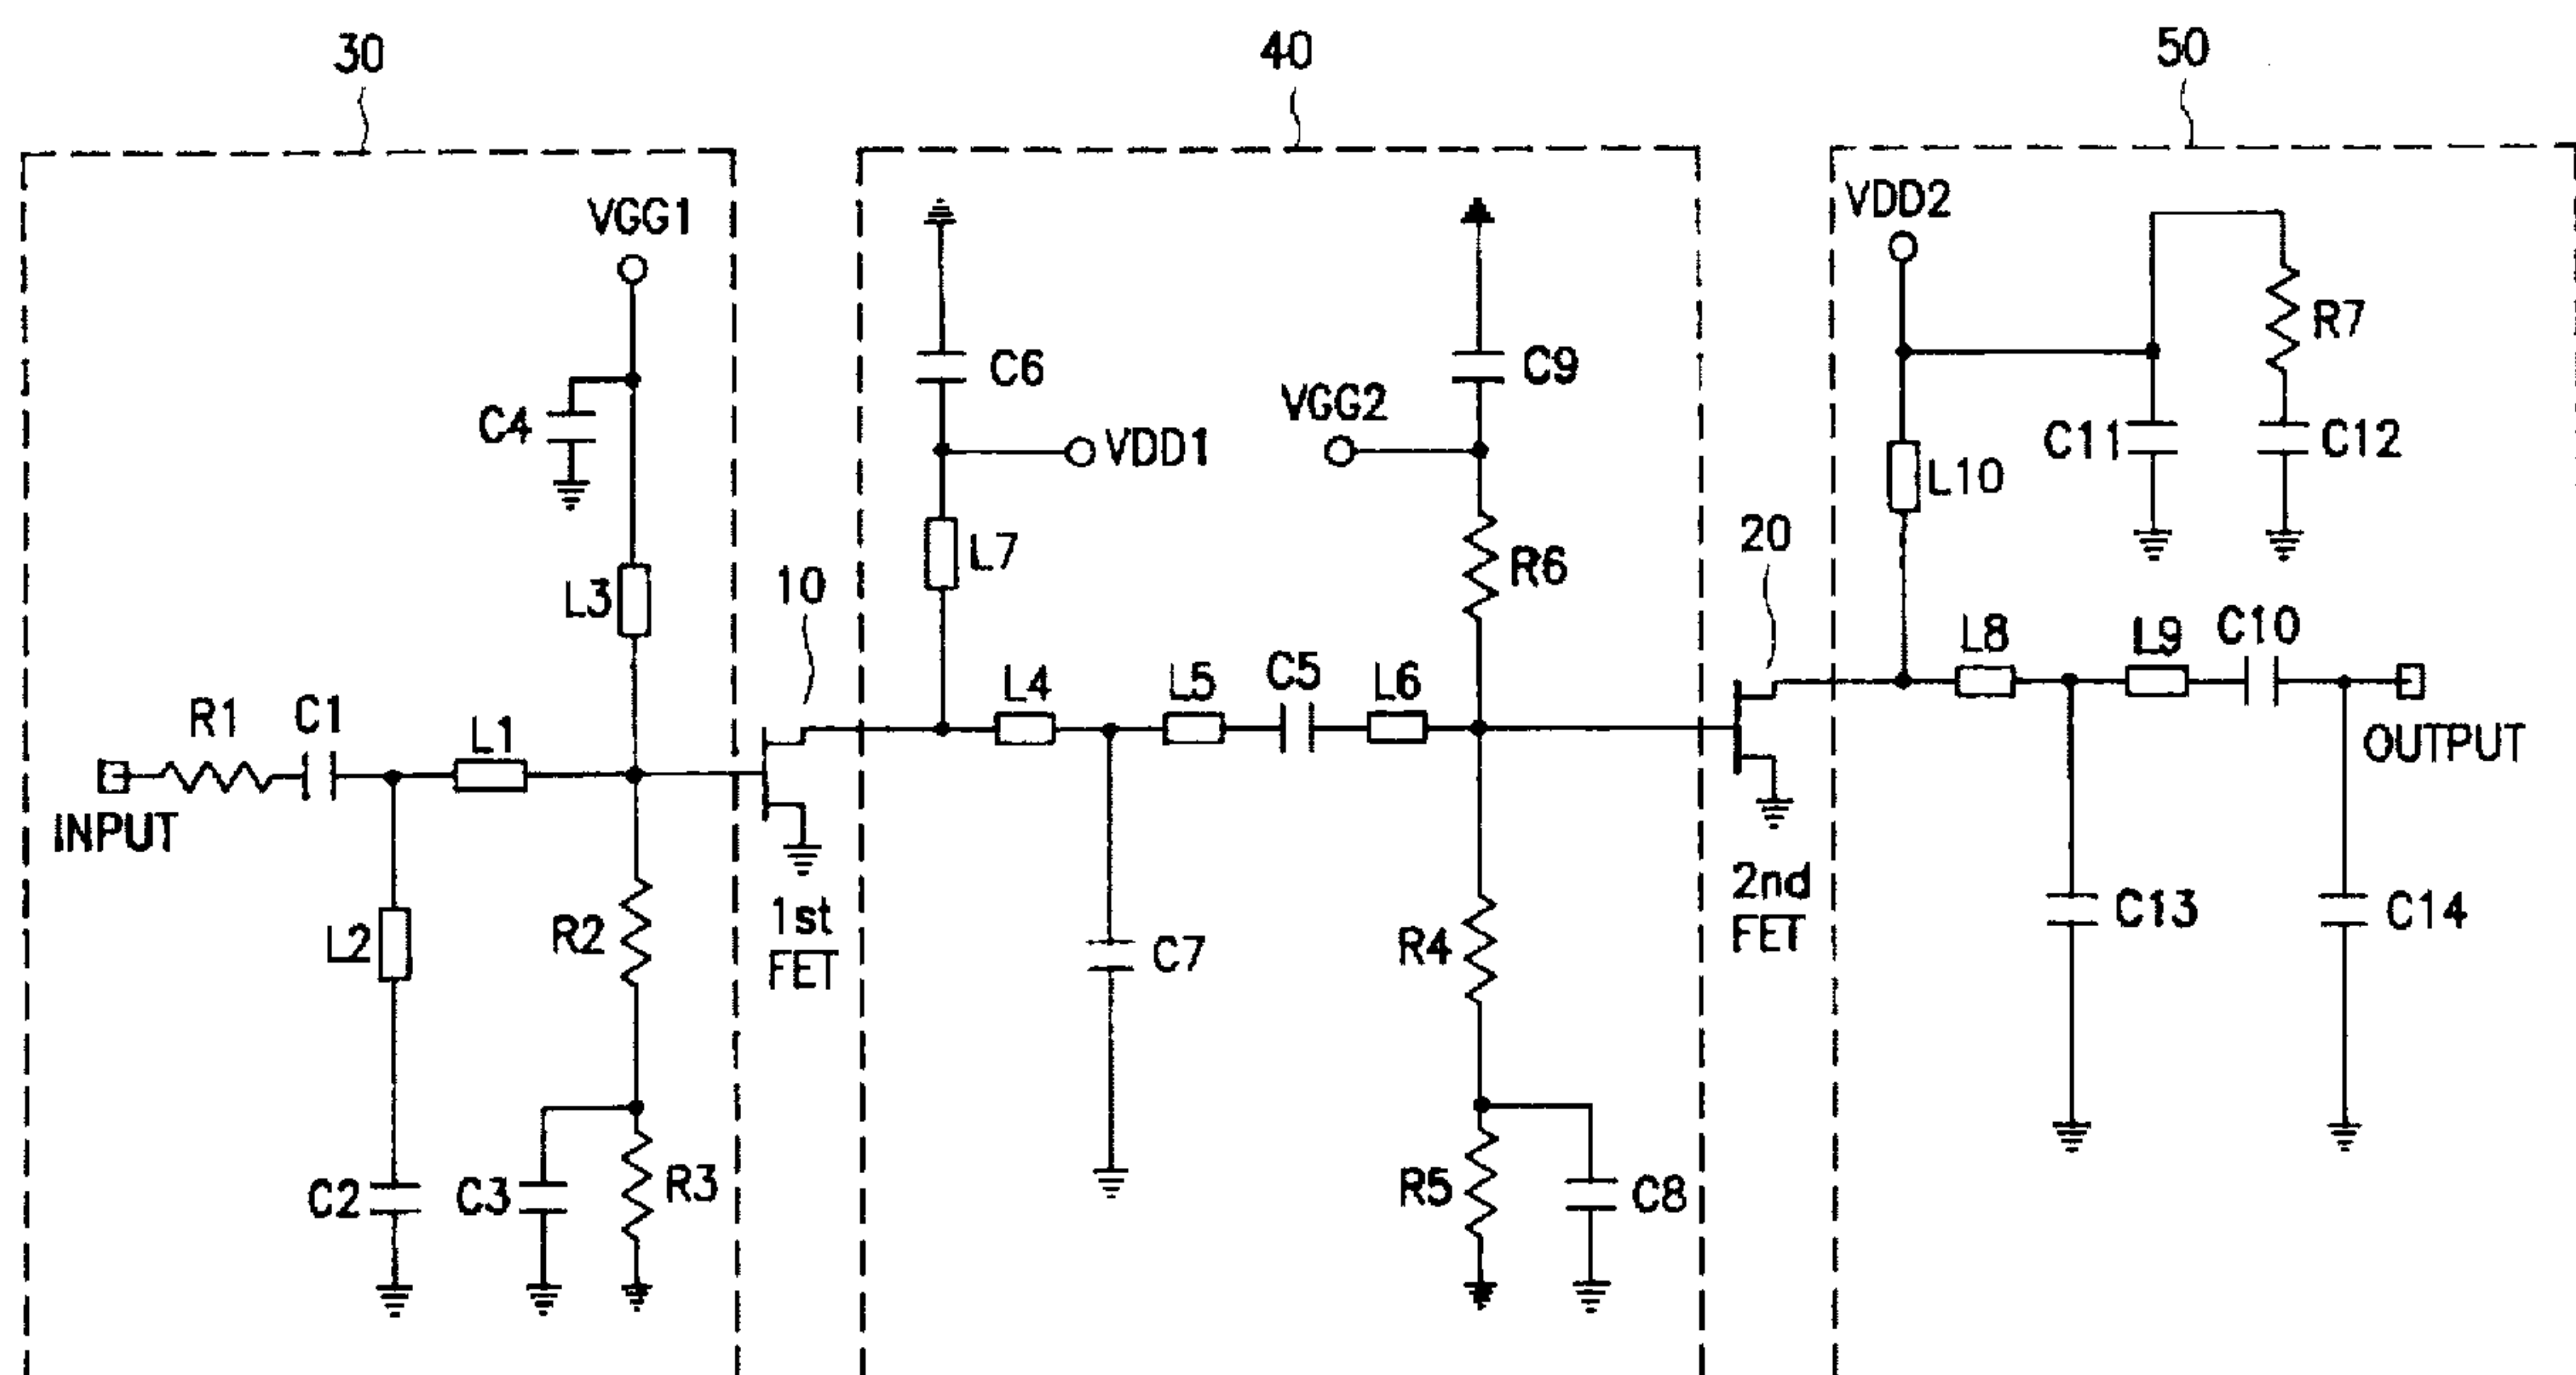 30
40
50
VGG1
VDD2
C4
C6
VDD1
VGG2
C9
R7
C11
C12
L10
L3
10
L7
R6
20
R1
C1
L1
L4
L5
C5
L6
L8
L9
C10
INPUT
OUTPUT
1st
FET
2nd
FET
L2
R2
C7
R4
C13
C14
C2
C3
R3
R5
C8